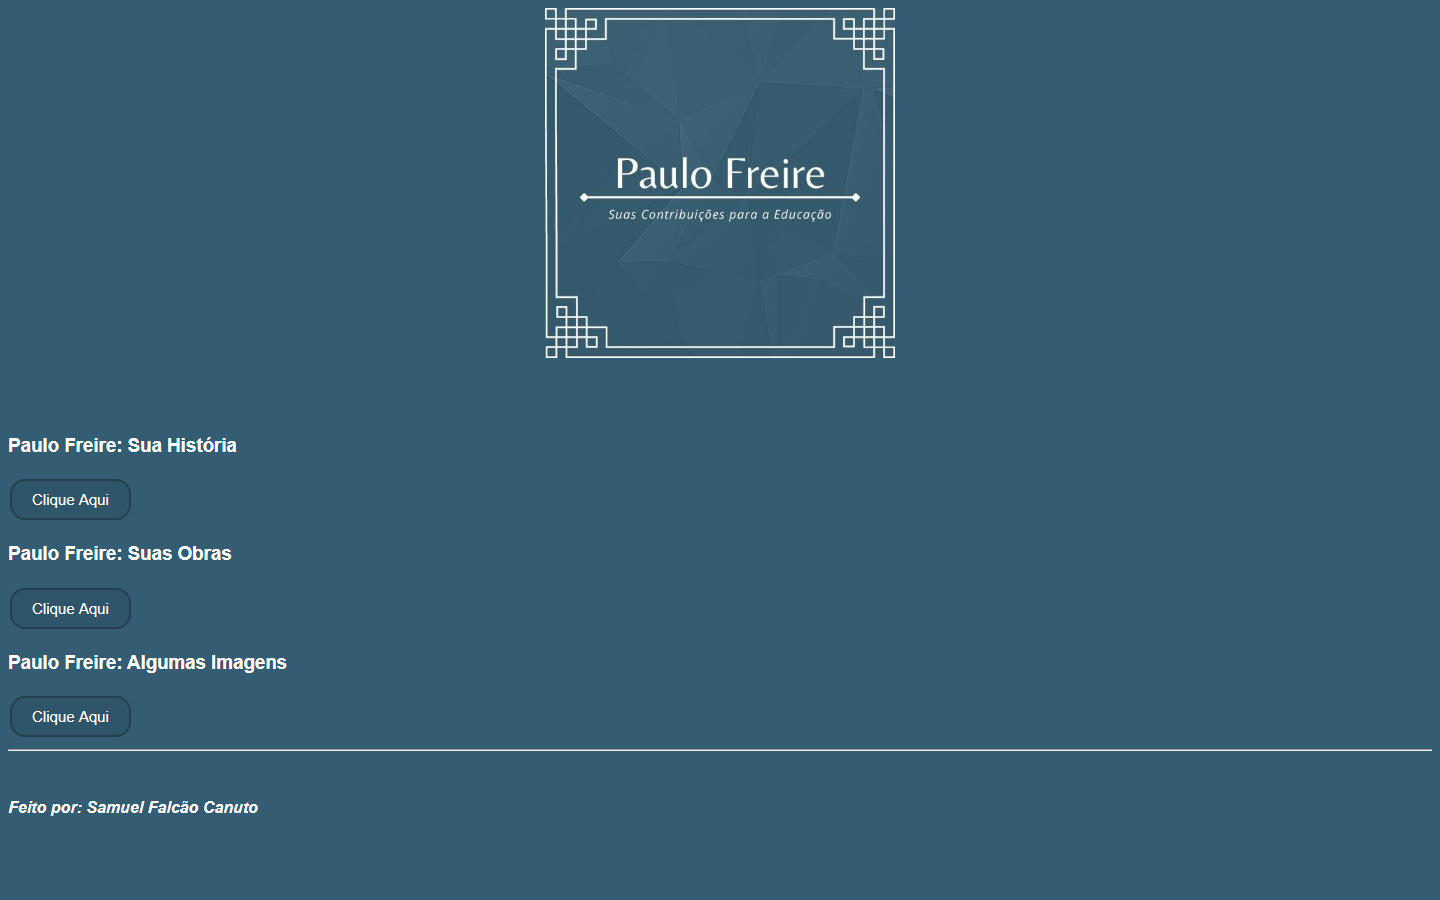 Paulo Freire
Suas Contribuições para a Educação
Paulo Freire: Sua História
Clique Aqui
Paulo Freire: Suas Obras
Clique Aqui
Paulo Freire: Algumas Imagens
Clique Aqui
Feito por: Samuel Falcão Canuto